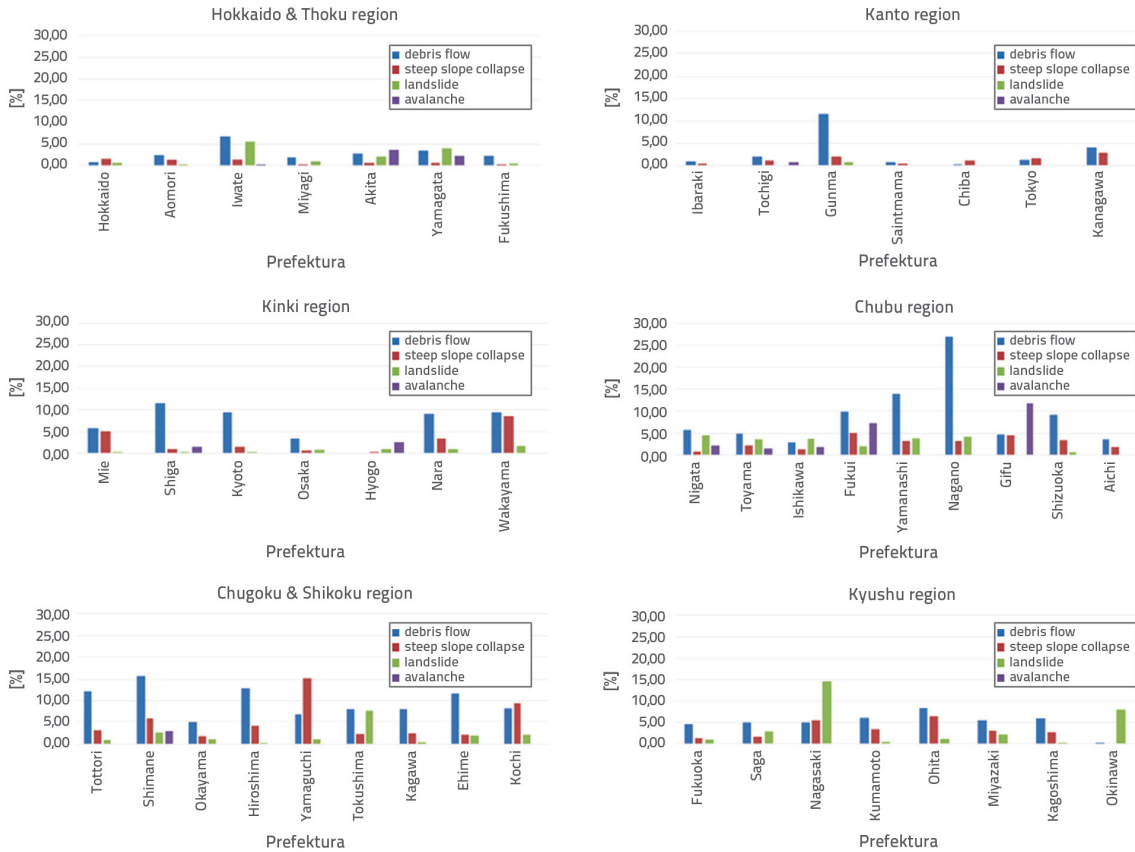 Hokkaido & Thoku region
30,00
25,00
20,00
15,00
10,00
5,00
0,00
[%]
debris flow
steep slope collapse
landslide
avalanche
Hokkaido
Aomori
Iwate
Miyagi
Akita
Yamagata
Fukushima
Prefektura
Kanto region
30,00
25,00
20,00
15,00
10,00
5,00
0,00
[%]
debris flow
steep slope collapse
landslide
avalanche
Ibaraki
Tochigi
Gunma
Saintmama
Chiba
Tokyo
Kanagawa
Prefektura
Kinki region
30,00
25,00
20,00
15,00
10,00
5,00
0,00
[%]
debris flow
steep slope collapse
landslide
avalanche
Mie
Shiga
Kyoto
Osaka
Hyogo
Nara
Wakayama
Prefektura
Chubu region
30,00
25,00
20,00
15,00
10,00
5,00
0,00
[%]
debris flow
steep slope collapse
landslide
avalanche
Nigata
Toyama
Ishikawa
Fukui
Yamanashi
Nagano
Gifu
Shizuoka
Aichi
Prefektura
Chugoku & Shikoku region
30,00
25,00
20,00
15,00
10,00
5,00
0,00
[%]
debris flow
steep slope collapse
landslide
avalanche
Tottori
Shimane
Okayama
Hiroshima
Yamaguchi
Tokushima
Kagawa
Ehime
Kochi
Prefektura
Kyushu region
30,00
25,00
20,00
15,00
10,00
5,00
0,00
[%]
debris flow
steep slope collapse
landslide
avalanche
Fukuoka
Saga
Nagasaki
Kumamoto
Ohita
Miyazaki
Kagoshima
Okinawa
Prefektura